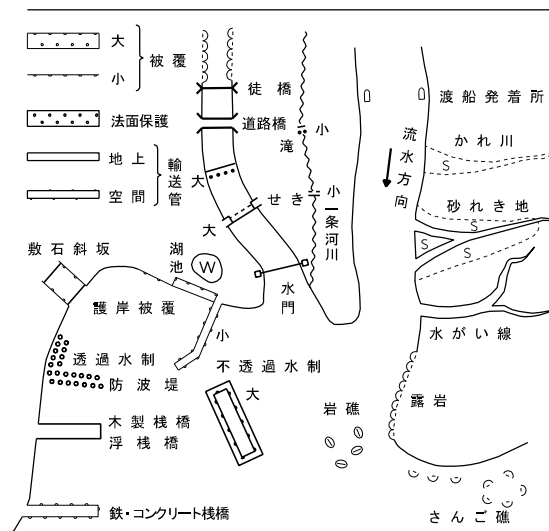 大
小
被覆
法面保護
地上
空間
輸送管
徒橋
道路橋
小
滝
大
せき
小
大
一条河川
水門
渡船発着所
流水方向
かれ川
S
砂れき地
S
S
水がい線
敷石斜坂
湖池
W
護岸被覆
小
透過水制
防波堤
不透過水制
大
木製桟橋
浮桟橋
鉄・コンクリート桟橋
岩礁
露岩
さんご礁